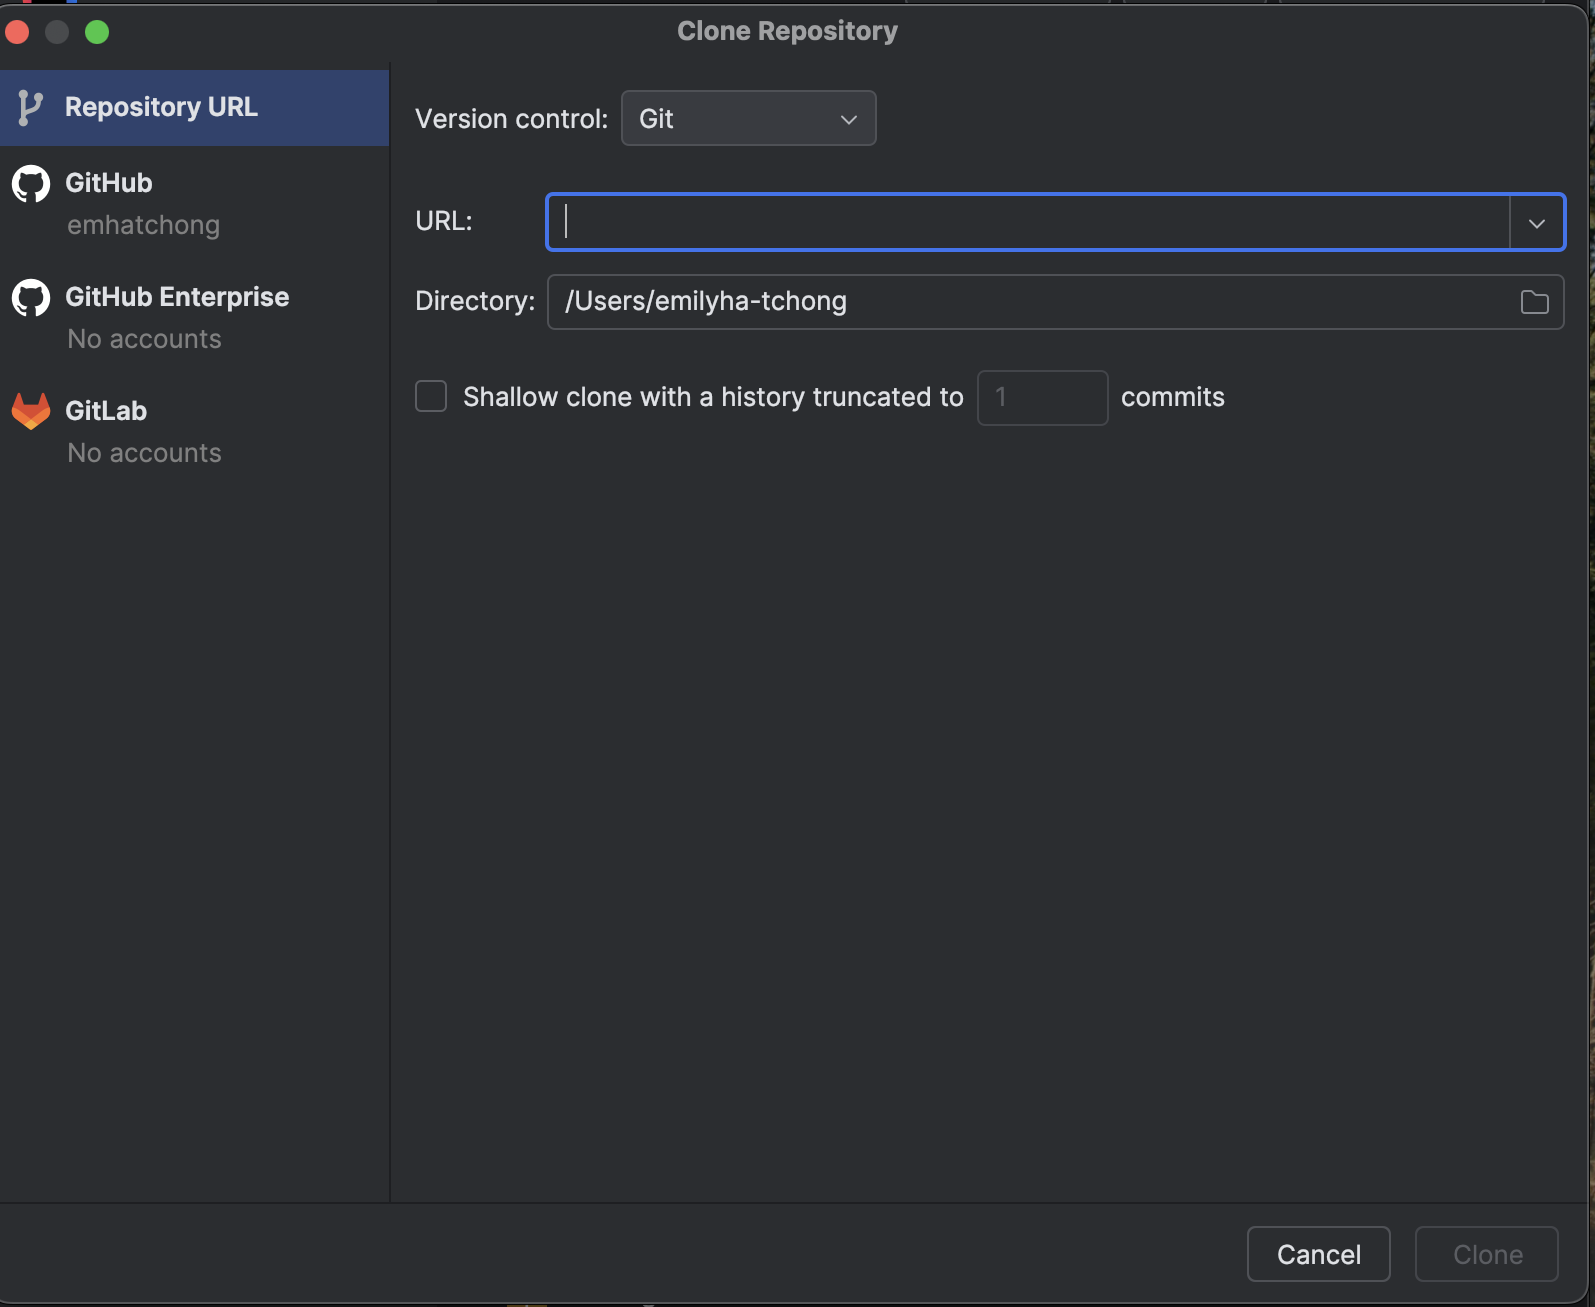 Clone Repository
Repository URL
GitHub
emhatchong
GitHub Enterprise
No accounts
GitLab
No accounts
Version control: Git
URL:
Directory: /Users/emilyha-tchong
Shallow clone with a history truncated to 1 commits
Cancel Clone